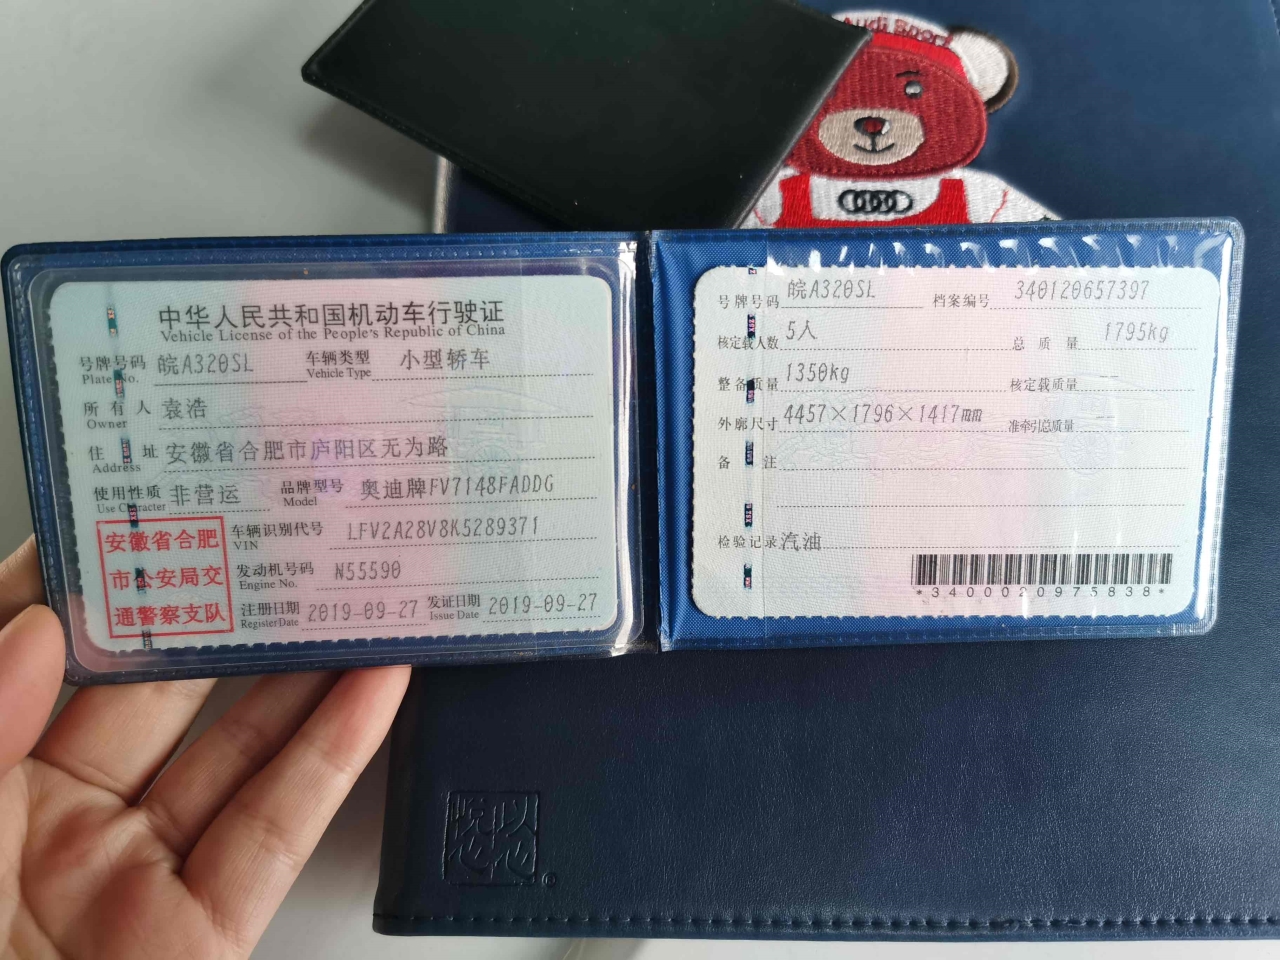 Audi Sport
中华人民共和国机动车行驶证
Vehicle License of the People's Republic of China
号牌号码 皖A320SL 车辆类型 小型轿车
Plate No. Vehicle Type
所有人 袁浩
Owner
住址 安徽省合肥市庐阳区无为路
Address
使用性质 非营运 品牌型号 奥迪牌FV7148FADDG
Use Character Model
车辆识别代号 LFV2A28V8K5289371
VIN
发动机号码 N55590
Engine No.
注册日期 2019-09-27 发证日期 2019-09-27
Register Date Issue Date
安徽省合肥
市公安局交
通警察支队
号牌号码 皖A320SL 档案编号 340120657397
核定载人数 5人 总质量 1795kg
整备质量 1350kg 核定载质量 --
外廓尺寸 4457×1796×1417mm 准牵引总质量 --
备注
检验记录 汽油
*3400020975838*
悦以
心心
®